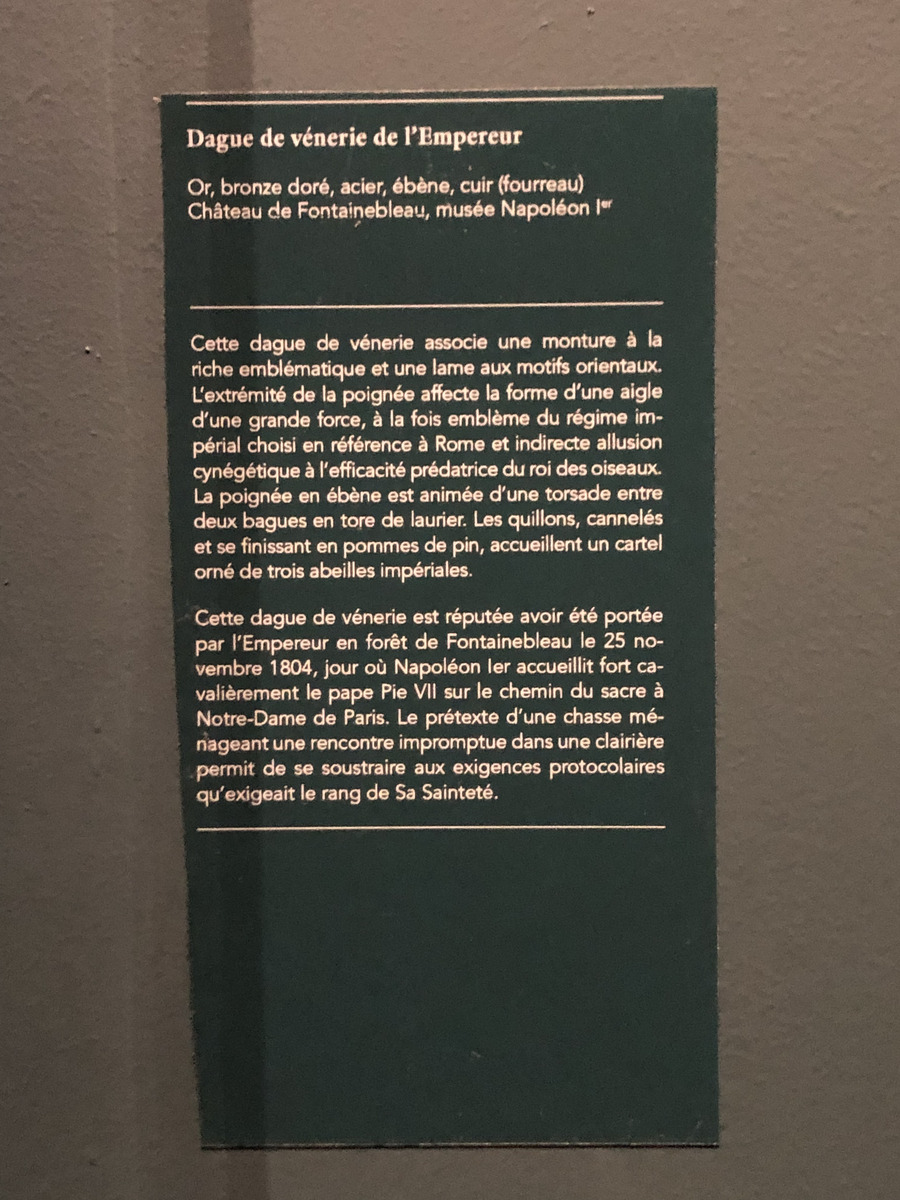 Dague de vénerie de l'Empereur
Or, bronze doré, acier, ébène, cuir (fourreau)
Château de Fontainebleau, musée Napoléon Iᵉʳ
Cette dague de vénerie associe une monture à la
riche emblématique et une lame aux motifs orientaux.
L'extrémité de la poignée affecte la forme d'une aigle
d'une grande force, à la fois emblème du régime im-
périal choisi en référence à Rome et indirecte allusion
cynégétique à l'efficacité prédatrice du roi des oiseaux.
La poignée en ébène est animée d'une torsade entre
deux bagues en tore de laurier. Les quillons, cannelés
et se finissant en pommes de pin, accueillent un cartel
orné de trois abeilles impériales.
Cette dague de vénerie est réputée avoir été portée
par l'Empereur en forêt de Fontainebleau le 25 no-
vembre 1804, jour où Napoléon Ier accueillit fort ca-
valièrement le pape Pie VII sur le chemin du sacre à
Notre-Dame de Paris. Le prétexte d'une chasse mé-
nageant une rencontre impromptue dans une clairière
permit de se soustraire aux exigences protocolaires
qu'exigeait le rang de Sa Sainteté.